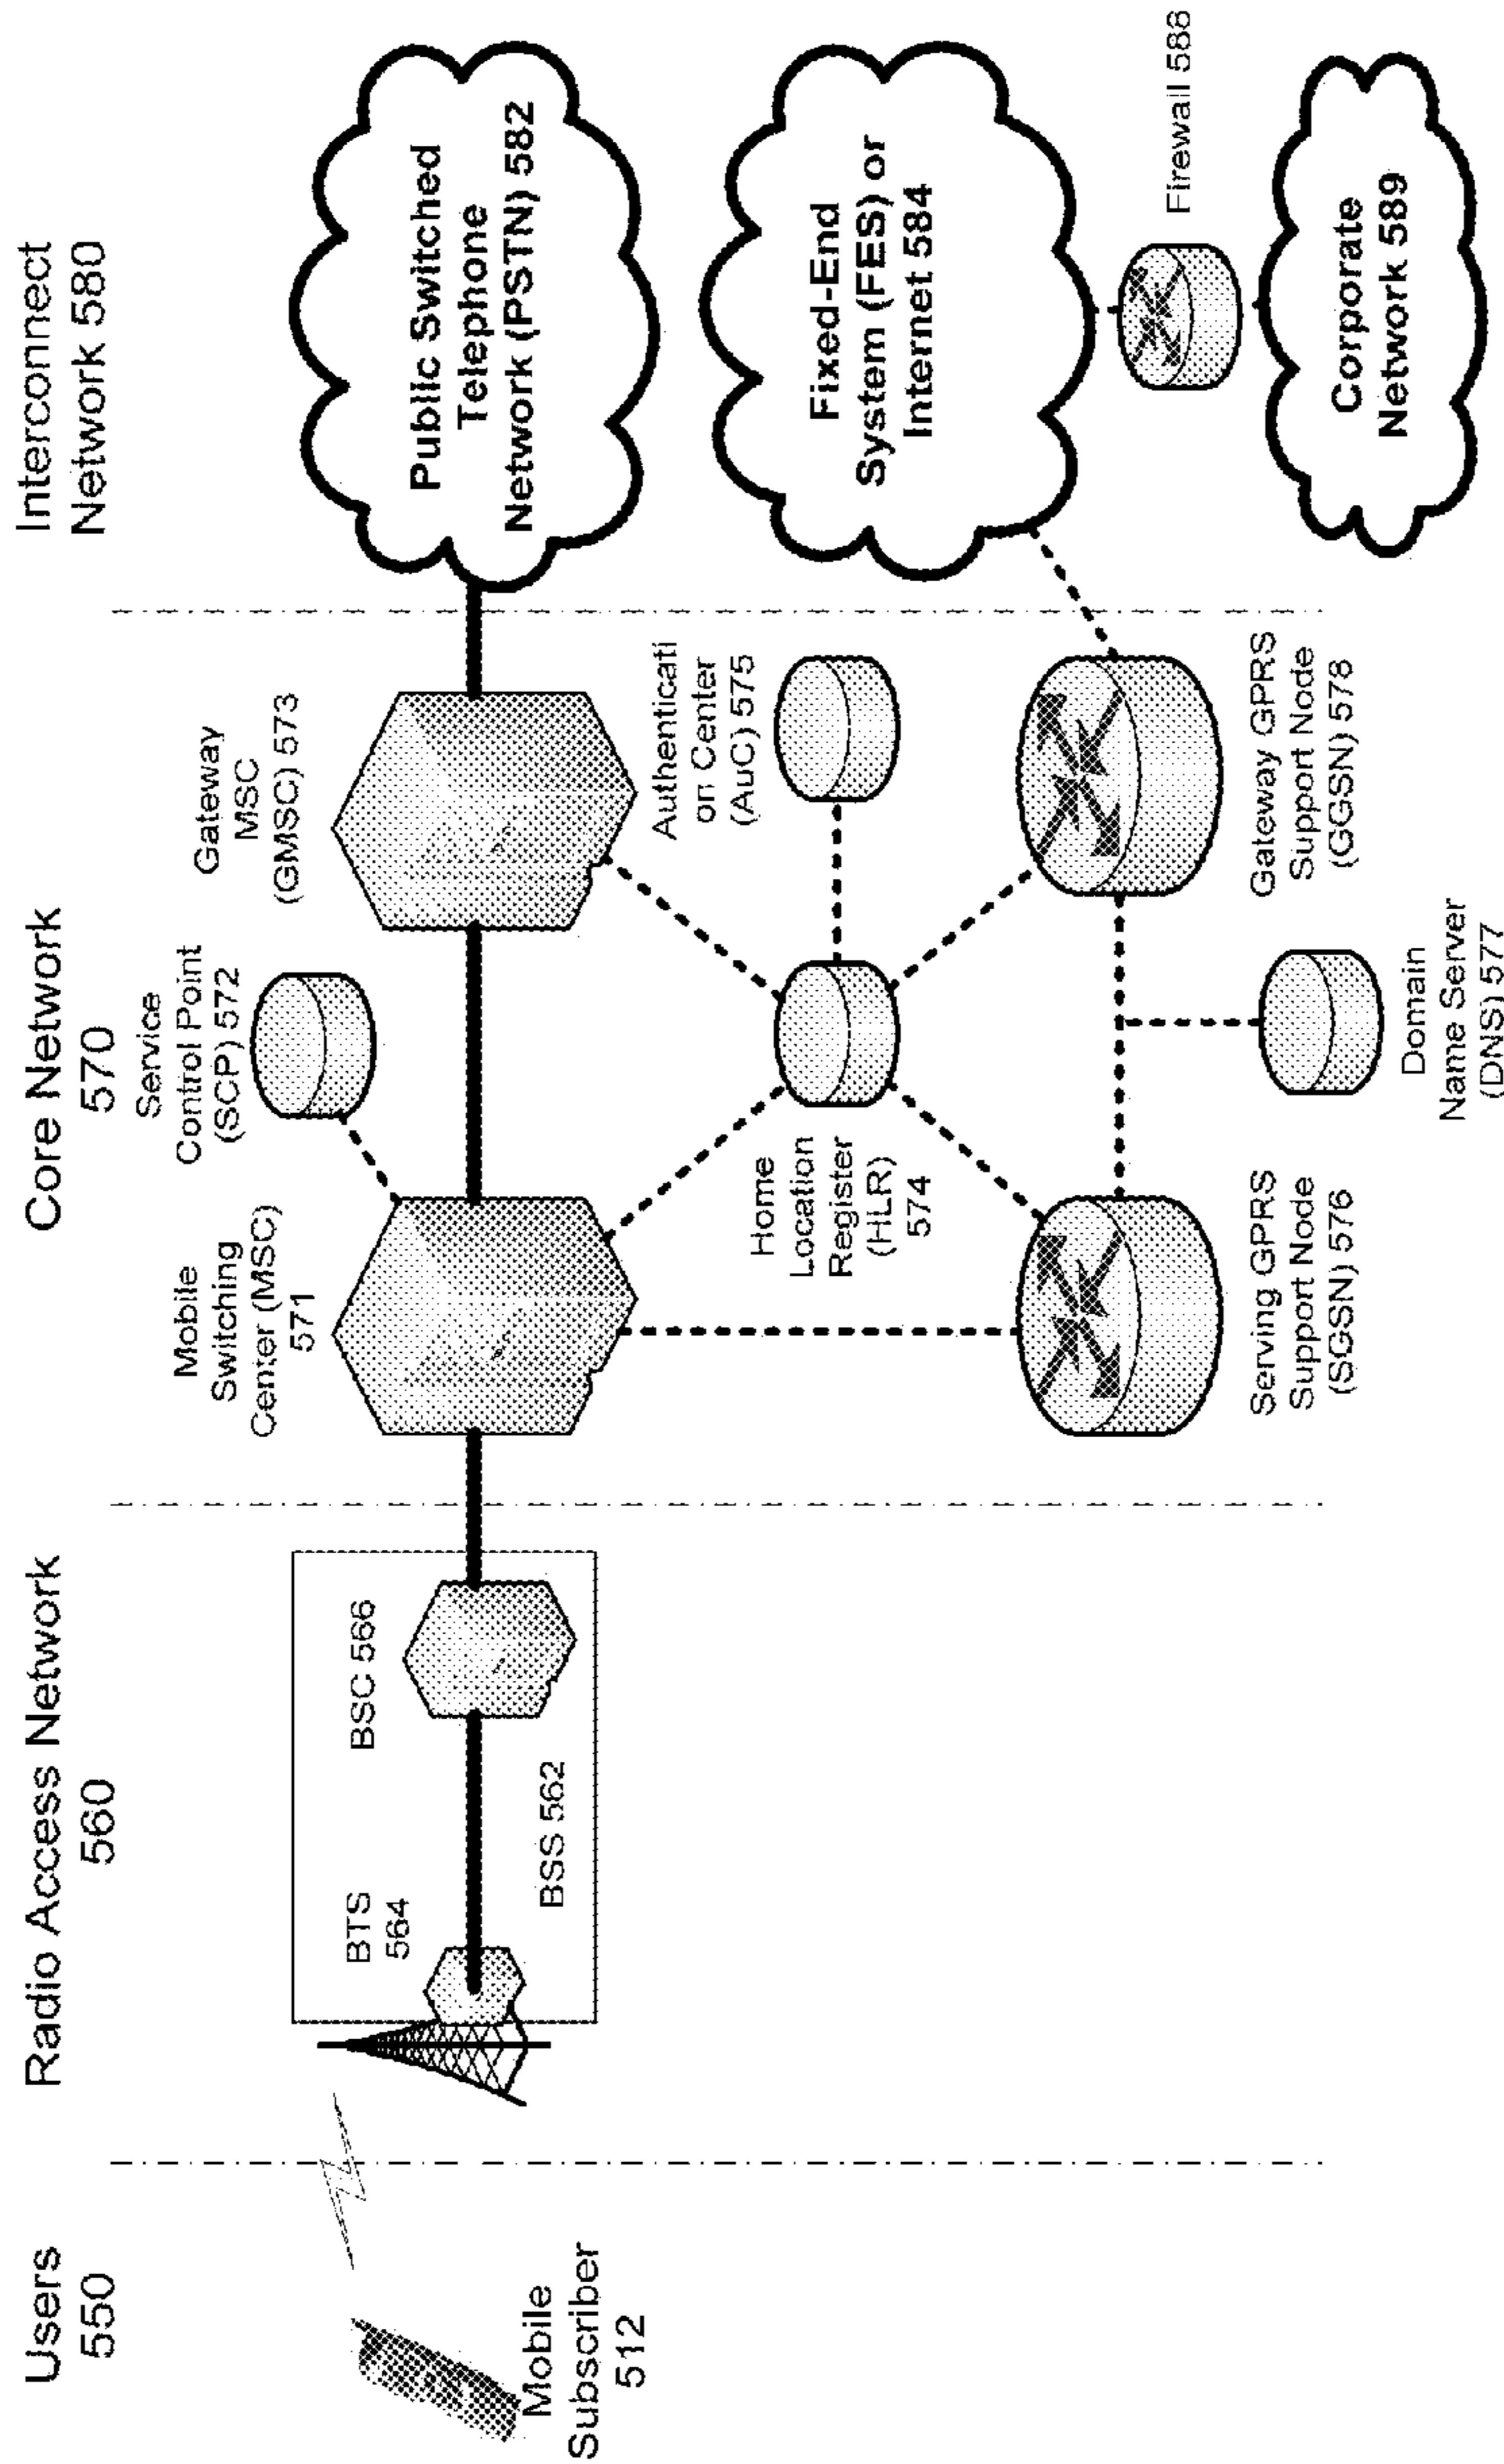 Users
550
Radio Access Network
560
Core Network
570
Interconnect
Network 580
Mobile
Subscriber
512
BTS
564
BSC 566
BSS 562
Mobile
Switching
Center (MSC)
571
Service
Control Point
(SCP) 572
Gateway
MSC
(GMSC) 573
Public Switched
Telephone
Network (PSTN) 582
Home
Location
Register
(HLR)
574
Authenticati
on Center
(AuC) 575
Fixed-End
System (FES) or
Internet 584
Serving GPRS
Support Node
(SGSN) 576
Gateway GPRS
Support Node
(GGSN) 578
Firewall 588
Domain
Name Server
(DNS) 577
Corporate
Network 589